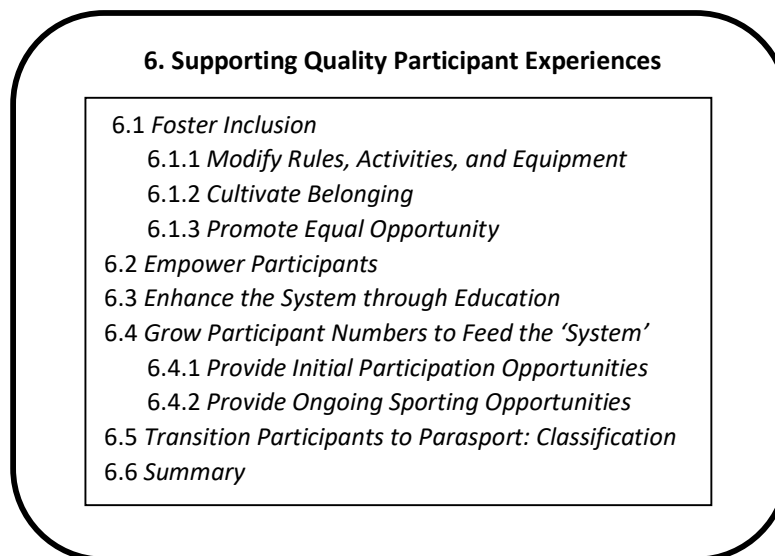 6. Supporting Quality Participant Experiences
6.1 Foster Inclusion
6.1.1 Modify Rules, Activities, and Equipment
6.1.2 Cultivate Belonging
6.1.3 Promote Equal Opportunity
6.2 Empower Participants
6.3 Enhance the System through Education
6.4 Grow Participant Numbers to Feed the ‘System’
6.4.1 Provide Initial Participation Opportunities
6.4.2 Provide Ongoing Sporting Opportunities
6.5 Transition Participants to Parasport: Classification
6.6 Summary